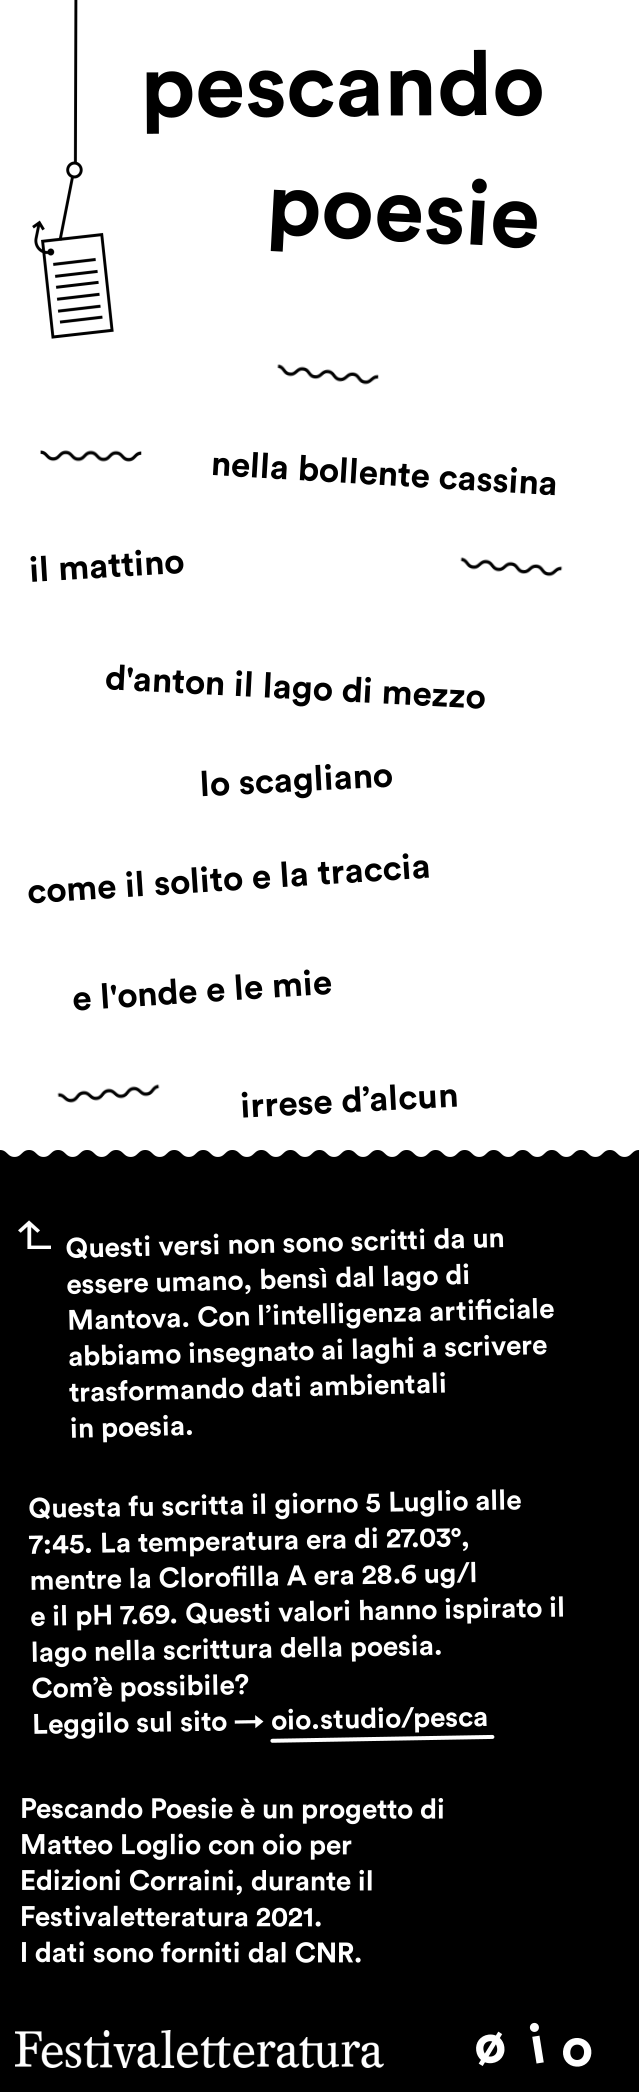 pescando
poesie
nella bollente cassina
il mattino
d'anton il lago di mezzo
lo scagliano
come il solito e la traccia
e l'onde e le mie
irrese d’alcun
Questi versi non sono scritti da un
essere umano, bensì dal lago di
Mantova. Con l’intelligenza artificiale
abbiamo insegnato ai laghi a scrivere
trasformando dati ambientali
in poesia.
Questa fu scritta il giorno 5 Luglio alle
7:45. La temperatura era di 27.03°,
mentre la Clorofilla A era 28.6 ug/l
e il pH 7.69. Questi valori hanno ispirato il
lago nella scrittura della poesia.
Com’è possibile?
Leggilo sul sito → oio.studio/pesca
Pescando Poesie è un progetto di
Matteo Loglio con oio per
Edizioni Corraini, durante il
Festivaletteratura 2021.
I dati sono forniti dal CNR.
Festivaletteratura øio